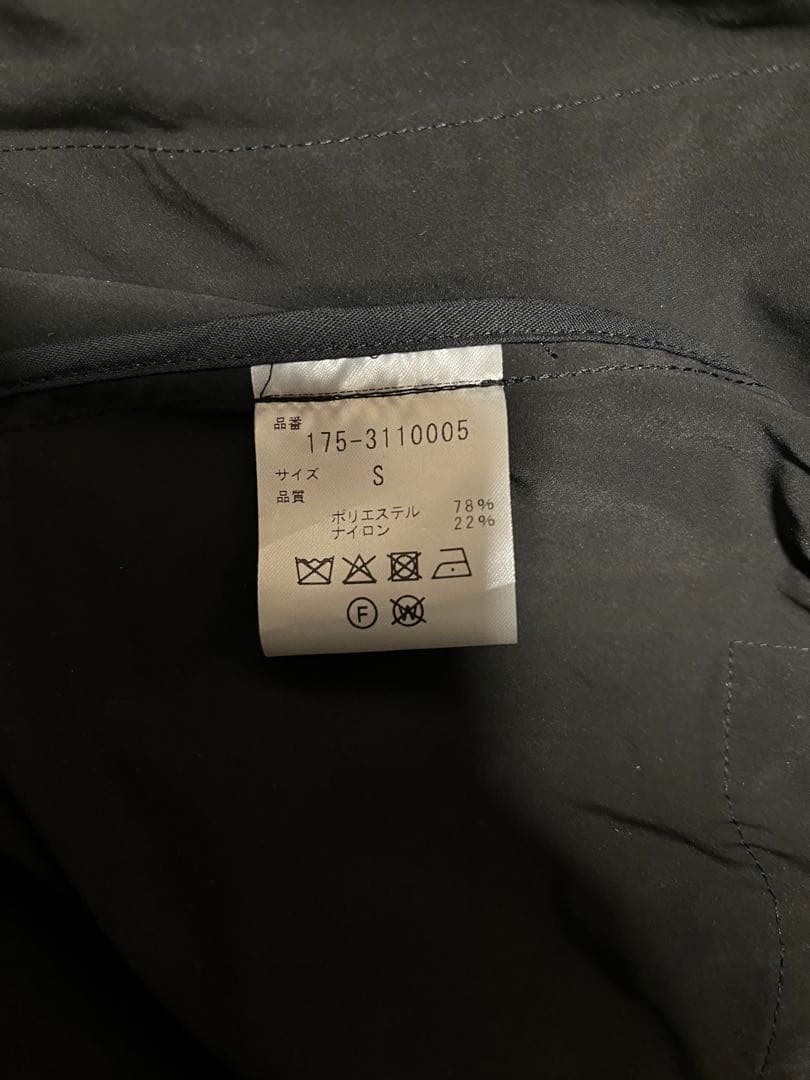 品番
175-3110005
サイズ S
品質
ポリエステル 78%
ナイロン 22%
F W